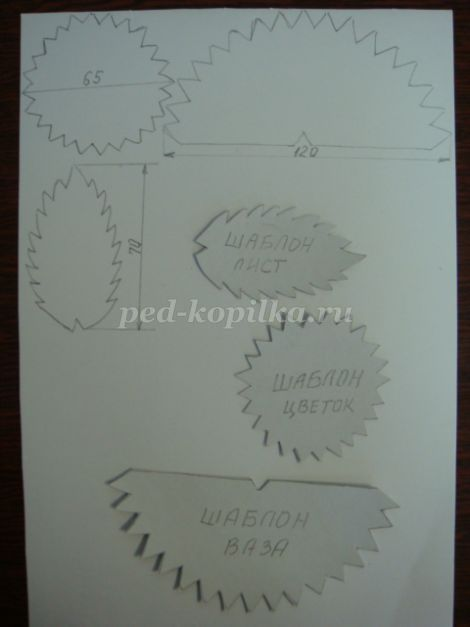 65
120
70
ШАБЛОН
ЛИСТ
ped-kopilka.ru
ШАБЛОН
ЦВЕТОК
ШАБЛОН
ВАЗА